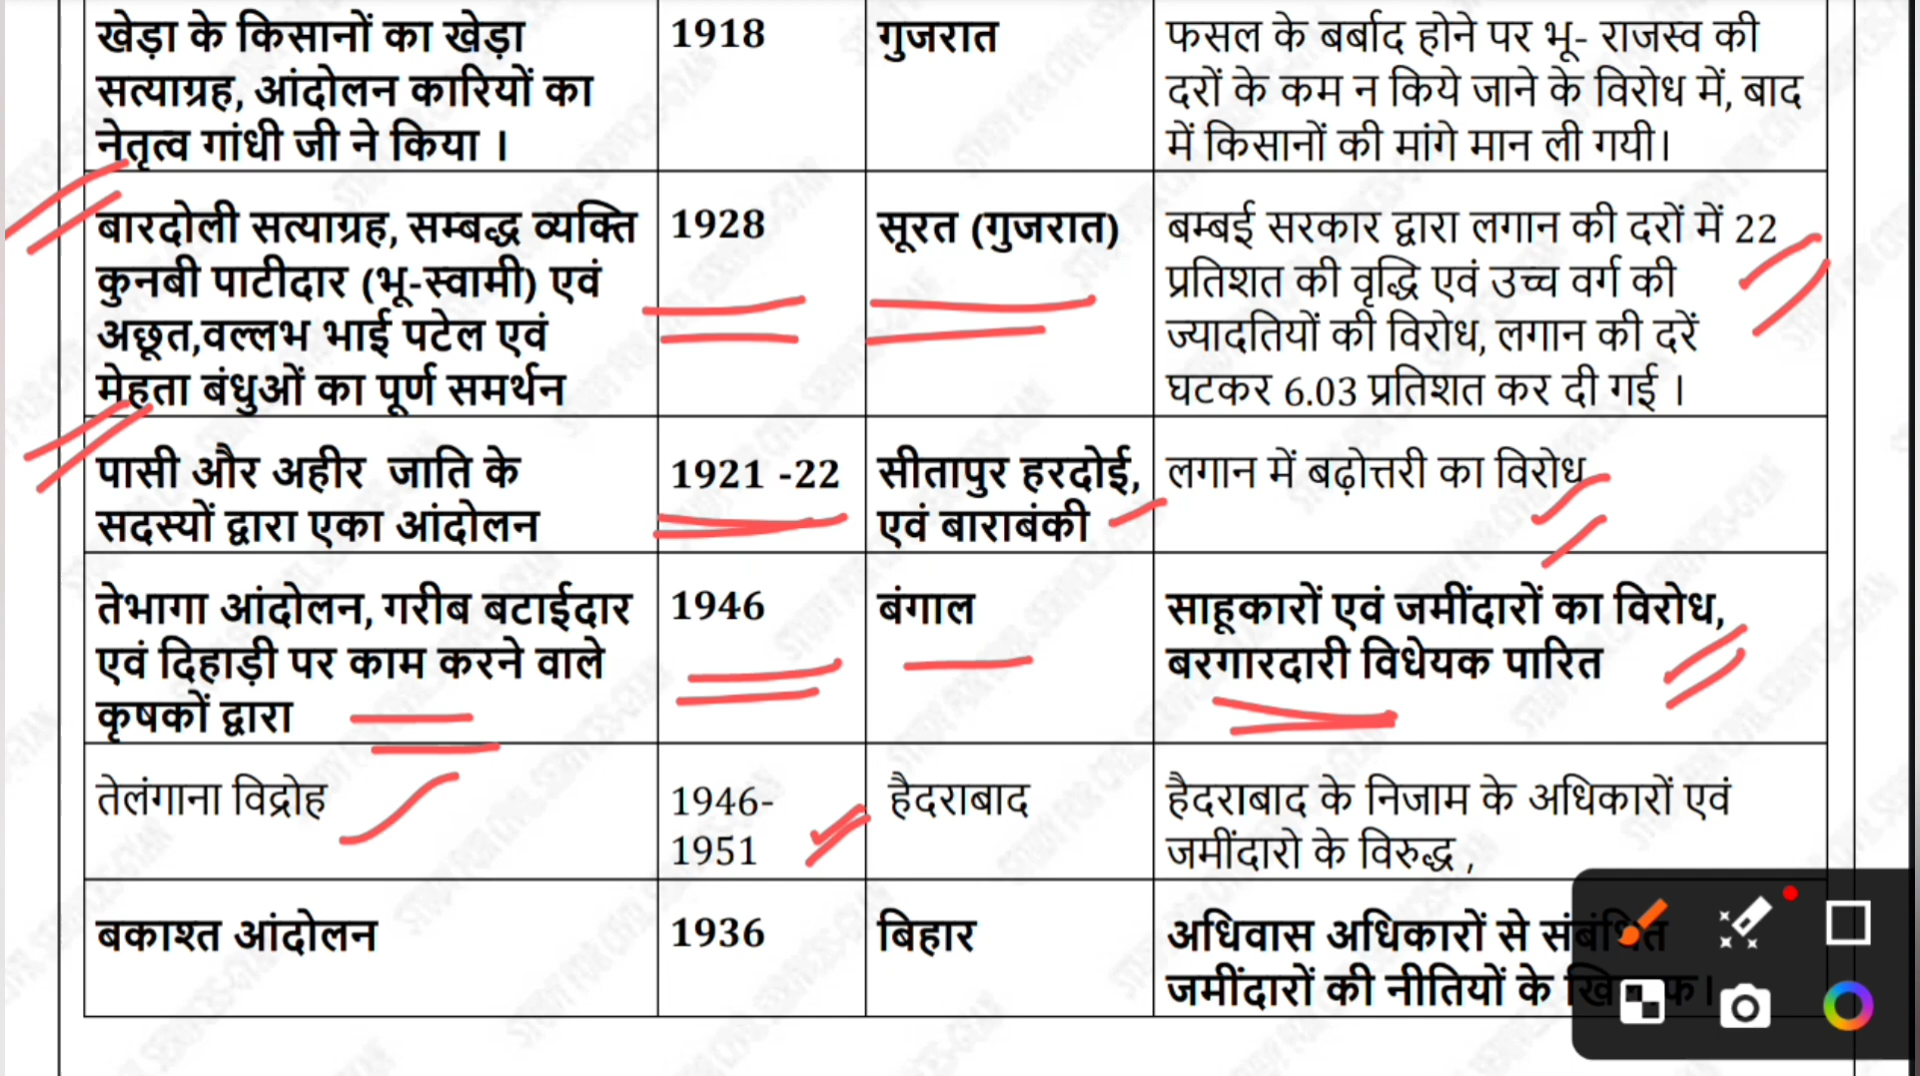 खेड़ा के किसानों का खेड़ा
सत्याग्रह, आंदोलन कारियों का
नेतृत्व गांधी जी ने किया ।
1918
गुजरात
फसल के बर्बाद होने पर भू- राजस्व की
दरों के कम न किये जाने के विरोध में, बाद
में किसानों की मांगे मान ली गयी।
बारदोली सत्याग्रह, सम्बद्ध व्यक्ति
कुनबी पाटीदार (भू-स्वामी) एवं
अछूत,वल्लभ भाई पटेल एवं
मेहता बंधुओं का पूर्ण समर्थन
1928
सूरत (गुजरात)
बम्बई सरकार द्वारा लगान की दरों में 22
प्रतिशत की वृद्धि एवं उच्च वर्ग की
ज्यादतियों की विरोध, लगान की दरें
घटकर 6.03 प्रतिशत कर दी गई ।
पासी और अहीर जाति के
सदस्यों द्वारा एका आंदोलन
1921 -22
सीतापुर हरदोई,
एवं बाराबंकी
लगान में बढ़ोत्तरी का विरोध
तेभागा आंदोलन, गरीब बटाईदार
एवं दिहाड़ी पर काम करने वाले
कृषकों द्वारा
1946
बंगाल
साहूकारों एवं जमींदारों का विरोध,
बरगारदारी विधेयक पारित
तेलंगाना विद्रोह
1946-
1951
हैदराबाद
हैदराबाद के निजाम के अधिकारों एवं
जमींदारो के विरुद्ध ,
बकाश्त आंदोलन
1936
बिहार
अधिवास अधिकारों से संबंधित
जमींदारों की नीतियों के